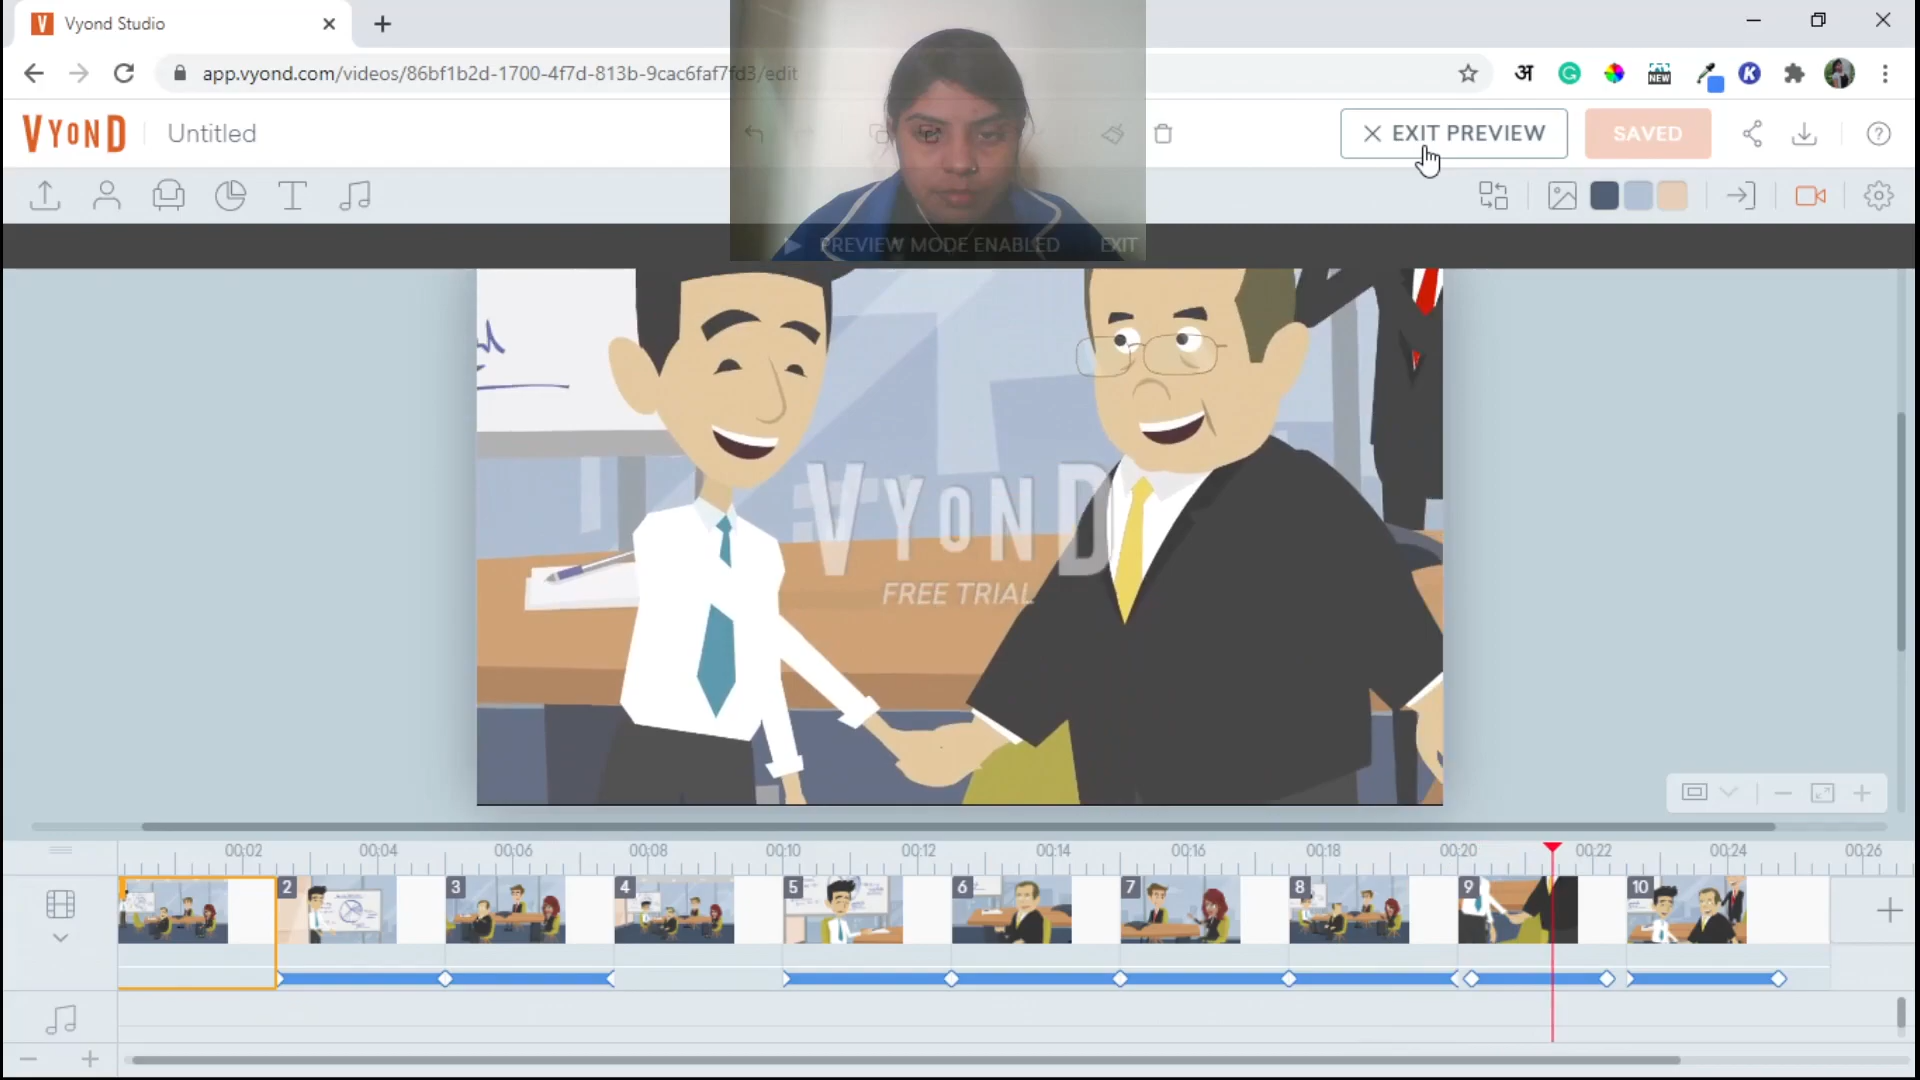 Vyond Studio
app.vyond.com/videos/86bf1b2d-1700-4f7d-813b-9cac6faf7fd3/edit
अ
G
NEW
K
VYOND
Untitled
EXIT PREVIEW
SAVED
PREVIEW MODE ENABLED
EXIT
VYOND
FREE TRIAL
00:02 00:04 00:06 00:08 00:10 00:12 00:14 00:16 00:18 00:20 00:22 00:24 00:26
2 3 4 5 6 7 8 9 10